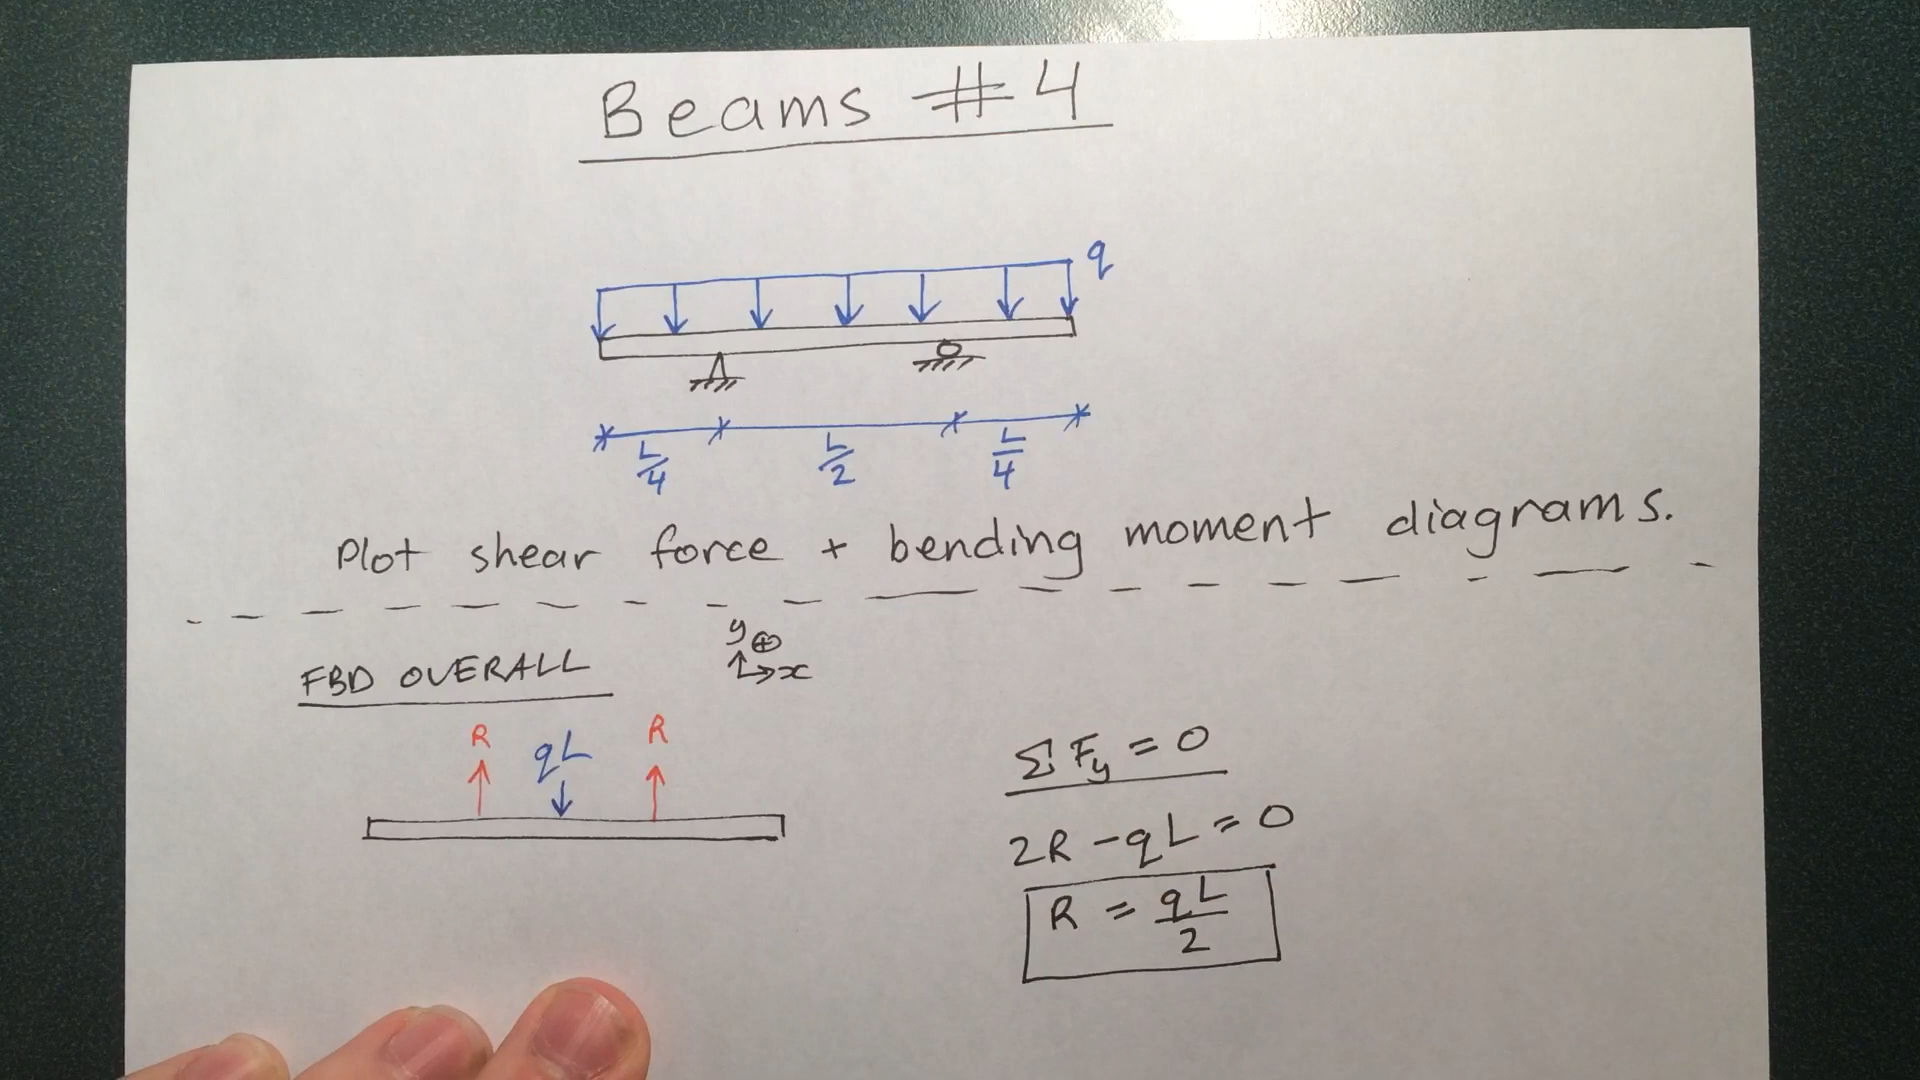 Beams #4
q
L/4 L/2 L/4
Plot shear force + bending moment diagrams.
y ⊕
x
FBD OVERALL
R qL R
Σ Fy = 0
2R - qL = 0
R = qL/2